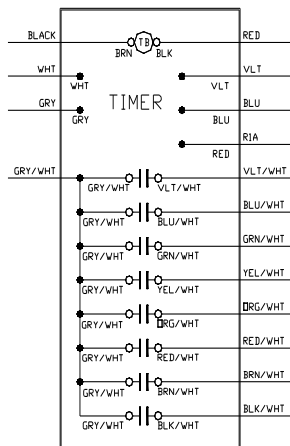 BLACK TB RED
BRN BLK
WHT VLT
WHT VLT
TIMER
GRY BLU
GRY BLU
R1A
RED
GRY/WHT VLT/WHT
GRY/WHT VLT/WHT
BLU/WHT
GRY/WHT BLU/WHT
GRN/WHT
GRY/WHT GRN/WHT
YEL/WHT
GRY/WHT YEL/WHT
ORG/WHT
GRY/WHT ORG/WHT
RED/WHT
GRY/WHT RED/WHT
BRN/WHT
GRY/WHT BRN/WHT
BLK/WHT
GRY/WHT BLK/WHT